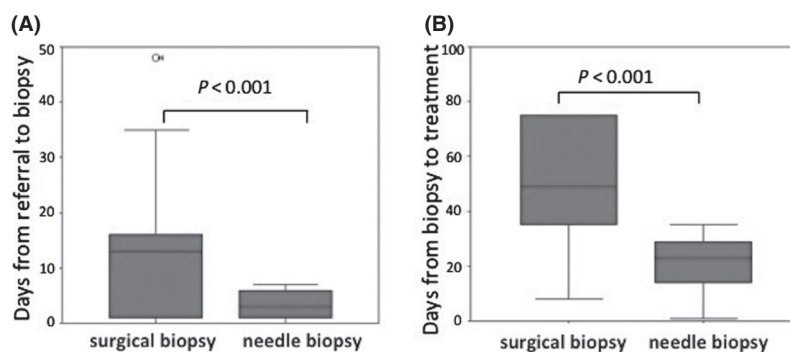 (A)
Days from referral to biopsy
50
40
30
20
10
0
P < 0.001
surgical biopsy needle biopsy
(B)
Days from biopsy to treatment
100
80
60
40
20
0
P < 0.001
surgical biopsy needle biopsy